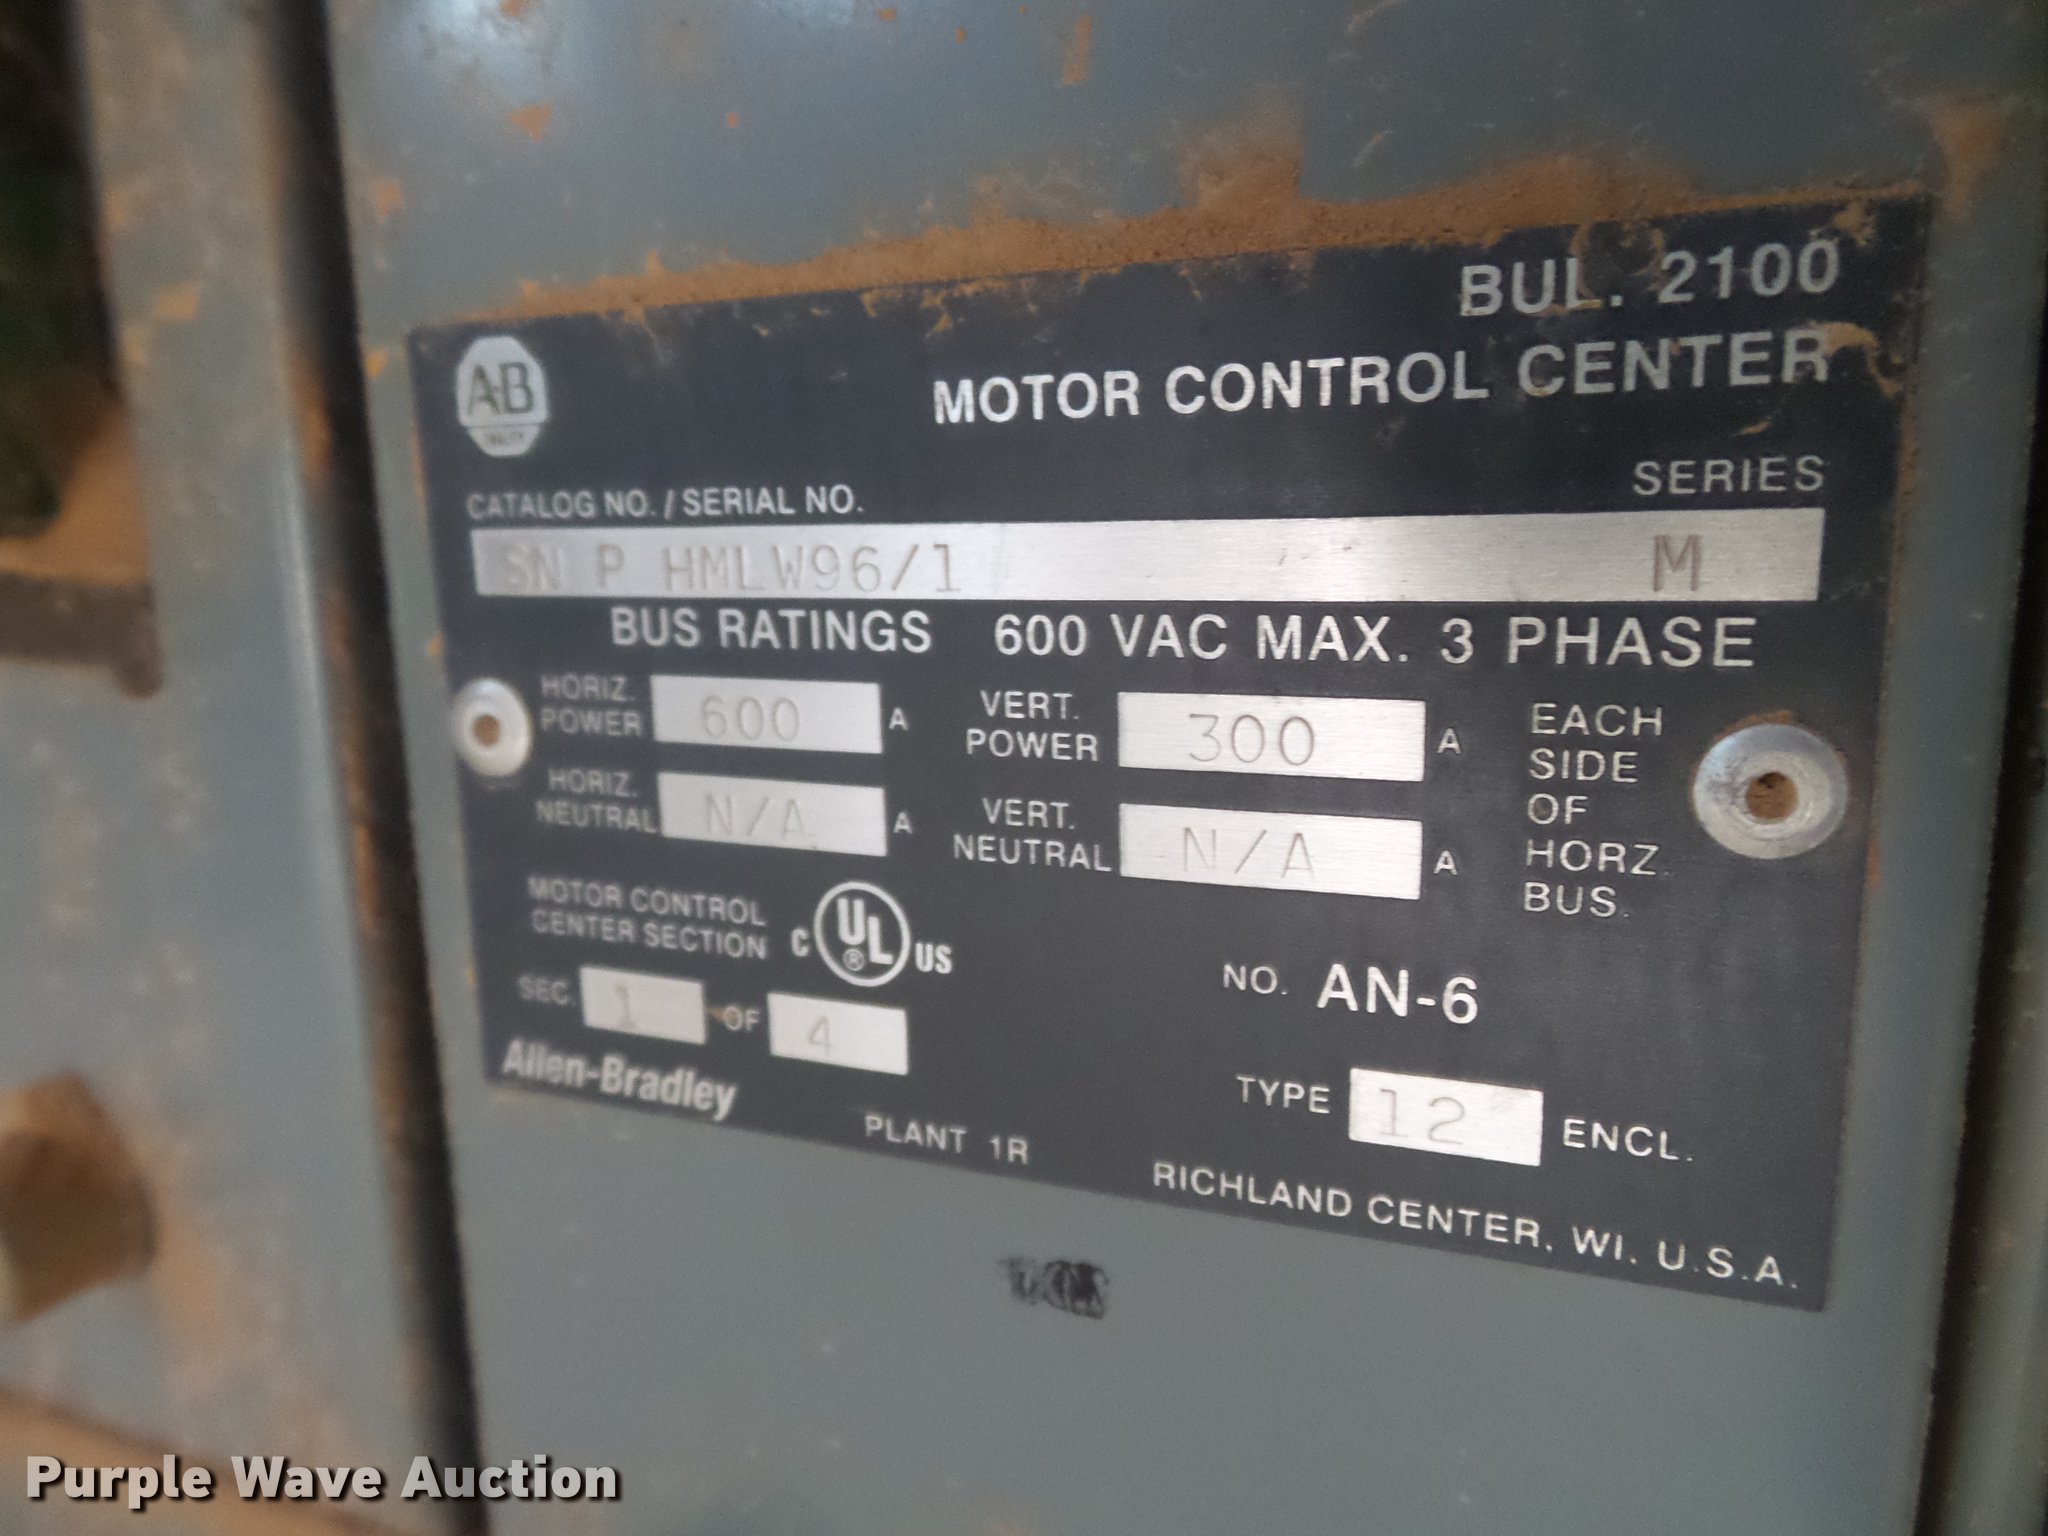 BUL. 2100
A-B
QUALITY
MOTOR CONTROL CENTER
CATALOG NO. / SERIAL NO. SERIES
SN P HMLW96/1 M
BUS RATINGS 600 VAC MAX. 3 PHASE
HORIZ. POWER 600 A VERT. POWER 300 A
HORIZ. NEUTRAL N/A A VERT. NEUTRAL N/A A
EACH
SIDE
OF
HORZ.
BUS.
MOTOR CONTROL
CENTER SECTION
C UL ® US
SEC. 1 OF 4
NO. AN-6
Allen-Bradley
TYPE 12 ENCL.
PLANT 1R
RICHLAND CENTER, WI. U.S.A.
Purple Wave Auction